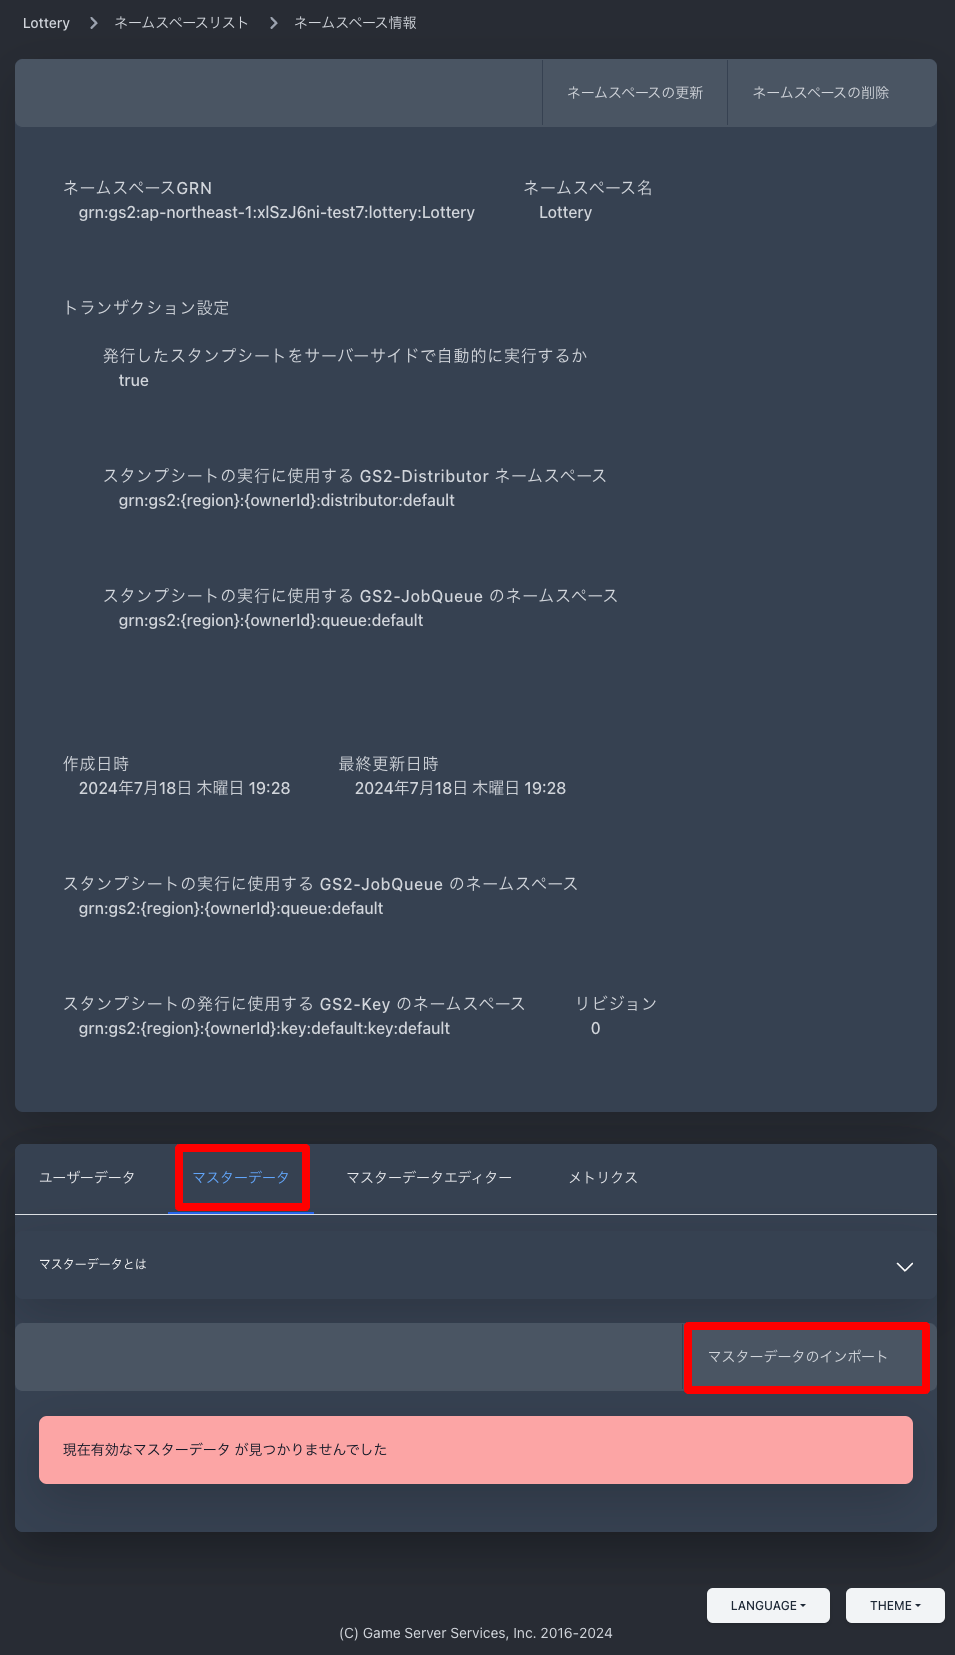 Lottery > ネームスペースリスト > ネームスペース情報
ネームスペースの更新 ネームスペースの削除
ネームスペースGRN ネームスペース名
grn:gs2:ap-northeast-1:xlSzJ6ni-test7:lottery:Lottery Lottery
トランザクション設定
発行したスタンプシートをサーバーサイドで自動的に実行するか
true
スタンプシートの実行に使用する GS2-Distributor ネームスペース
grn:gs2:{region}:{ownerId}:distributor:default
スタンプシートの実行に使用する GS2-JobQueue のネームスペース
grn:gs2:{region}:{ownerId}:queue:default
作成日時 最終更新日時
2024年7月18日 木曜日 19:28 2024年7月18日 木曜日 19:28
スタンプシートの実行に使用する GS2-JobQueue のネームスペース
grn:gs2:{region}:{ownerId}:queue:default
スタンプシートの発行に使用する GS2-Key のネームスペース リビジョン
grn:gs2:{region}:{ownerId}:key:default:key:default 0
ユーザーデータ マスターデータ マスターデータエディター メトリクス
マスターデータとは
マスターデータのインポート
現在有効なマスターデータ が見つかりませんでした
LANGUAGE THEME
(C) Game Server Services, Inc. 2016-2024